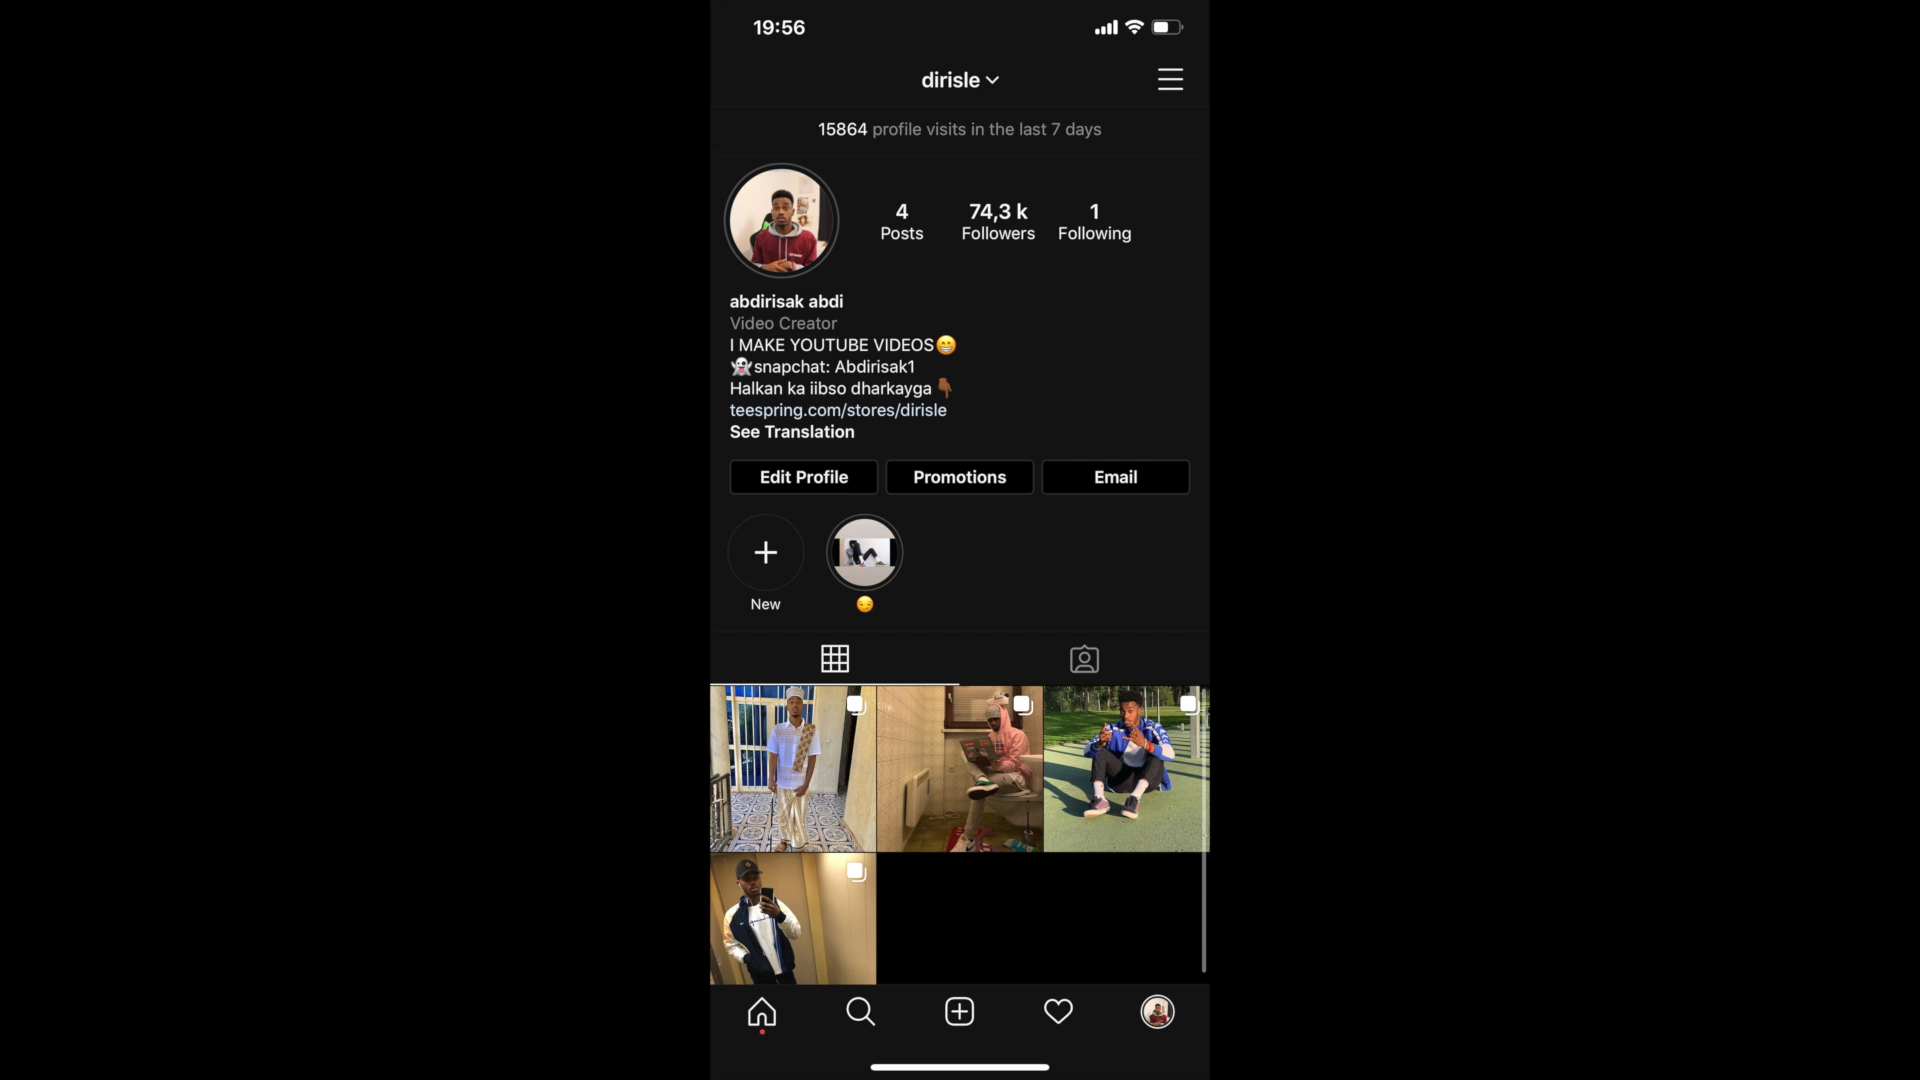 19:56
dirisle
15864 profile visits in the last 7 days
4 74,3 k 1
Posts Followers Following
abdirisak abdi
Video Creator
I MAKE YOUTUBE VIDEOS😁
👻snapchat: Abdirisak1
Halkan ka iibso dharkayga👇🏾
teespring.com/stores/dirisle
See Translation
Edit Profile Promotions Email
New 😏